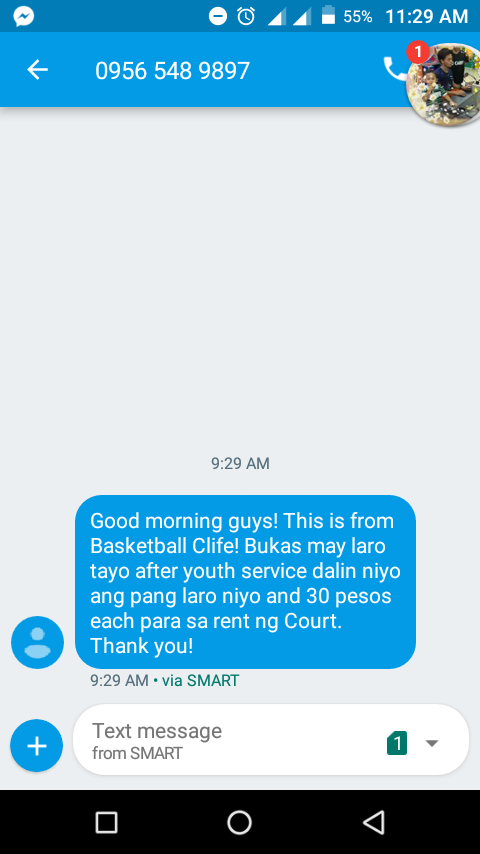 55% 11:29 AM
0956 548 9897
1
9:29 AM
Good morning guys! This is from
Basketball Clife! Bukas may laro
tayo after youth service dalin niyo
ang pang laro niyo and 30 pesos
each para sa rent ng Court.
Thank you!
9:29 AM • via SMART
Text message
from SMART
1